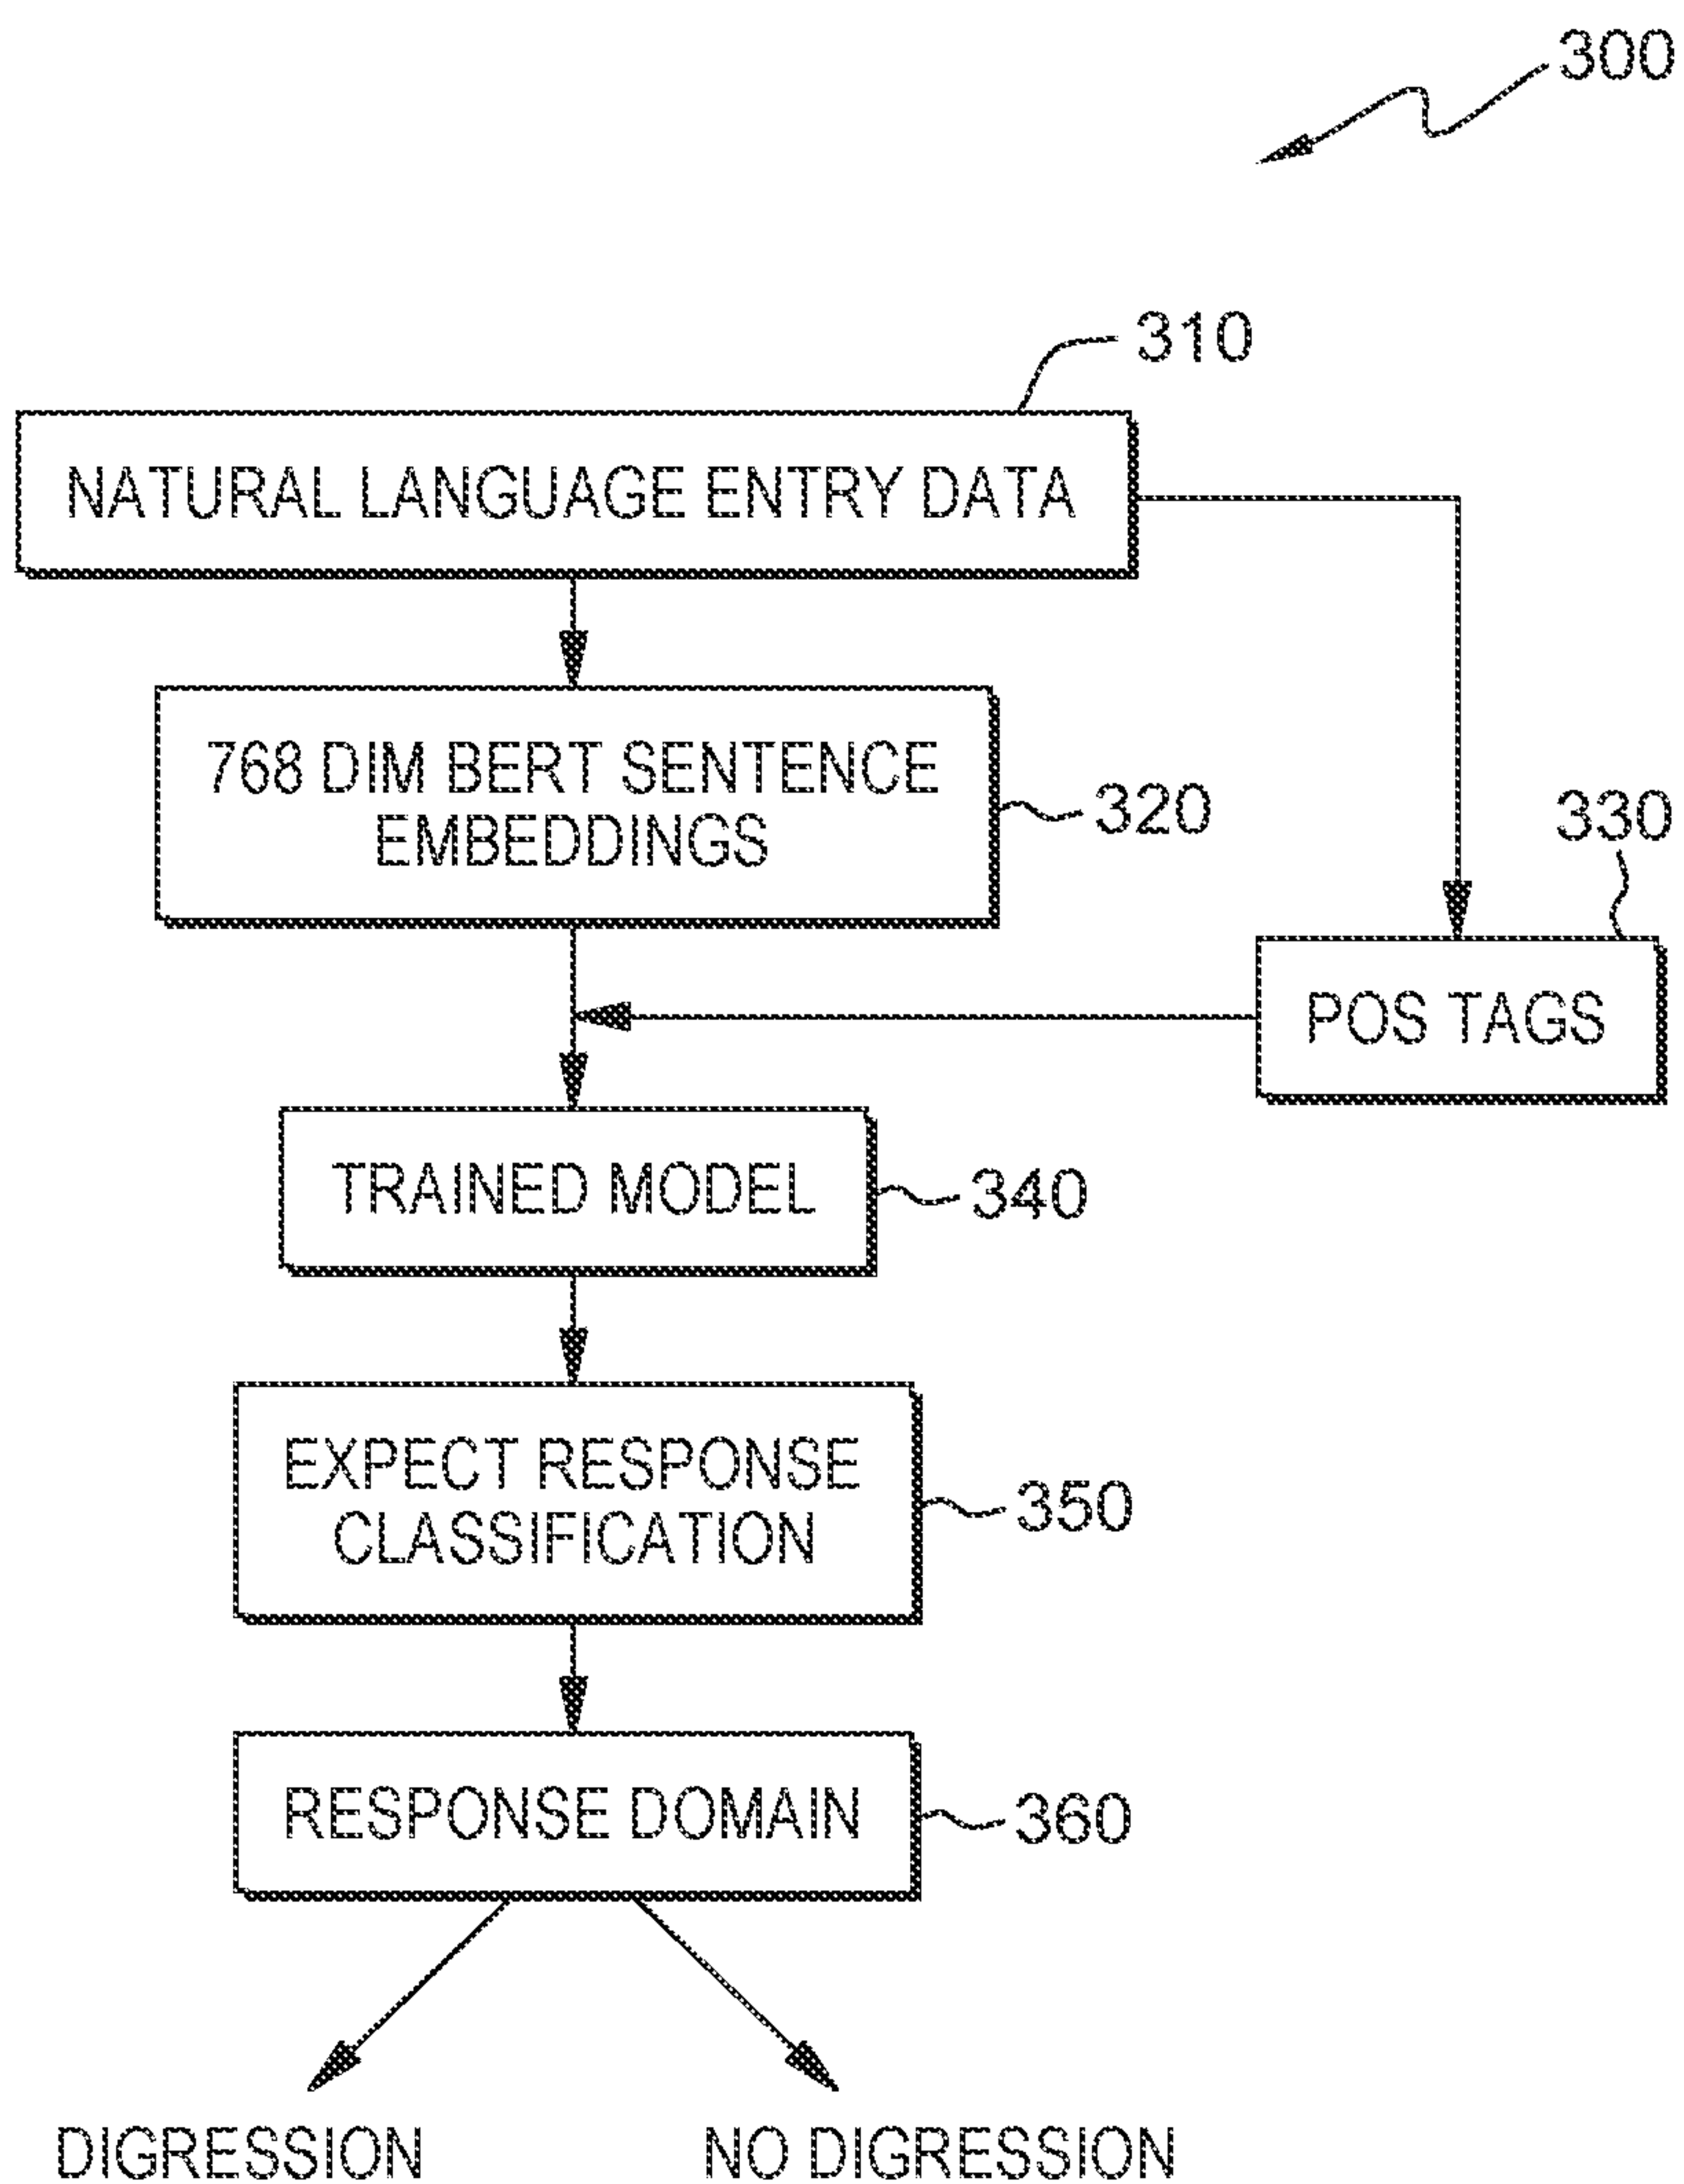 300
310
NATURAL LANGUAGE ENTRY DATA
768 DIM BERT SENTENCE
EMBEDDINGS
320
330
POS TAGS
TRAINED MODEL
340
EXPECT RESPONSE
CLASSIFICATION
350
RESPONSE DOMAIN
360
DIGRESSION
NO DIGRESSION